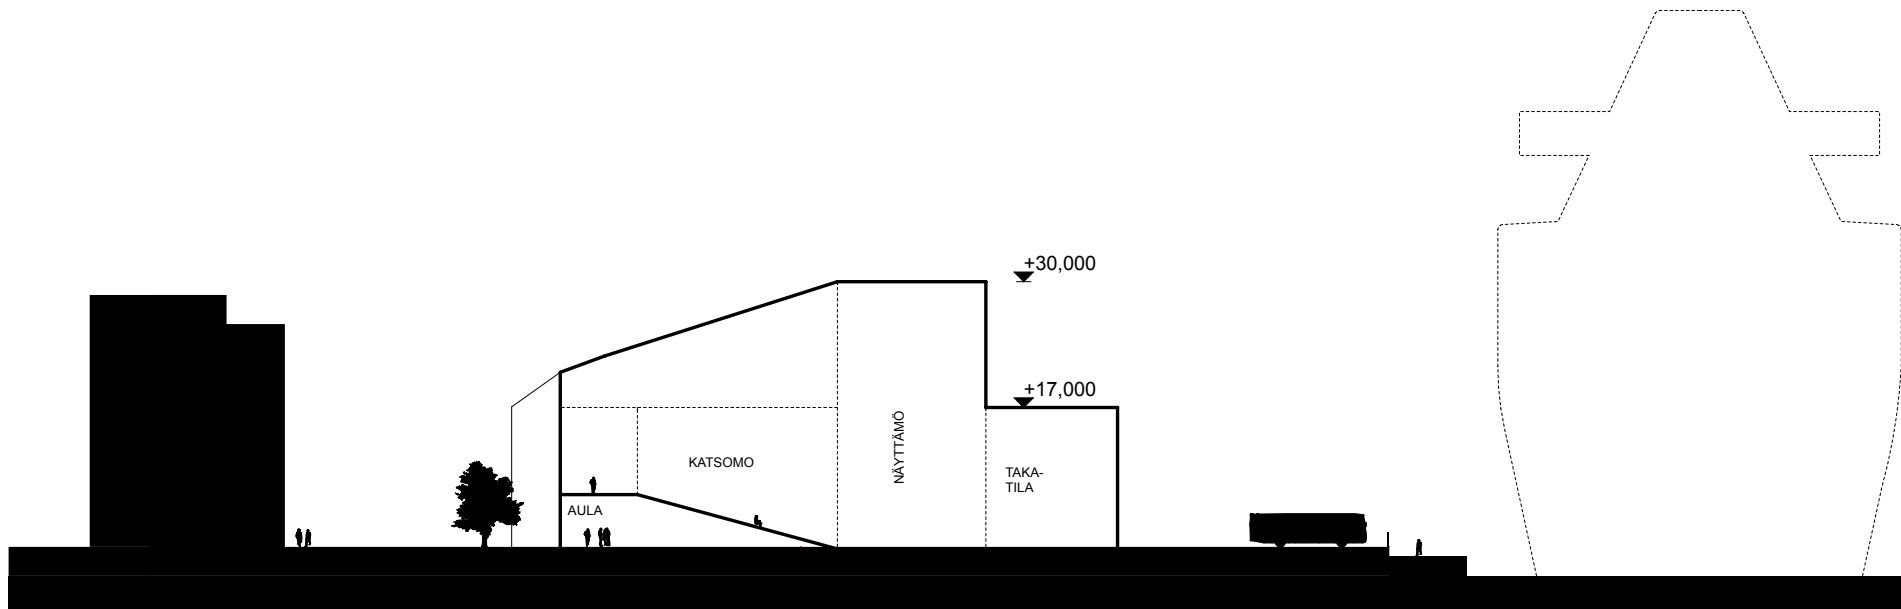 +30,000
+17,000
NÄYTTÄMÖ
KATSOMO
TAKA-
TILA
AULA